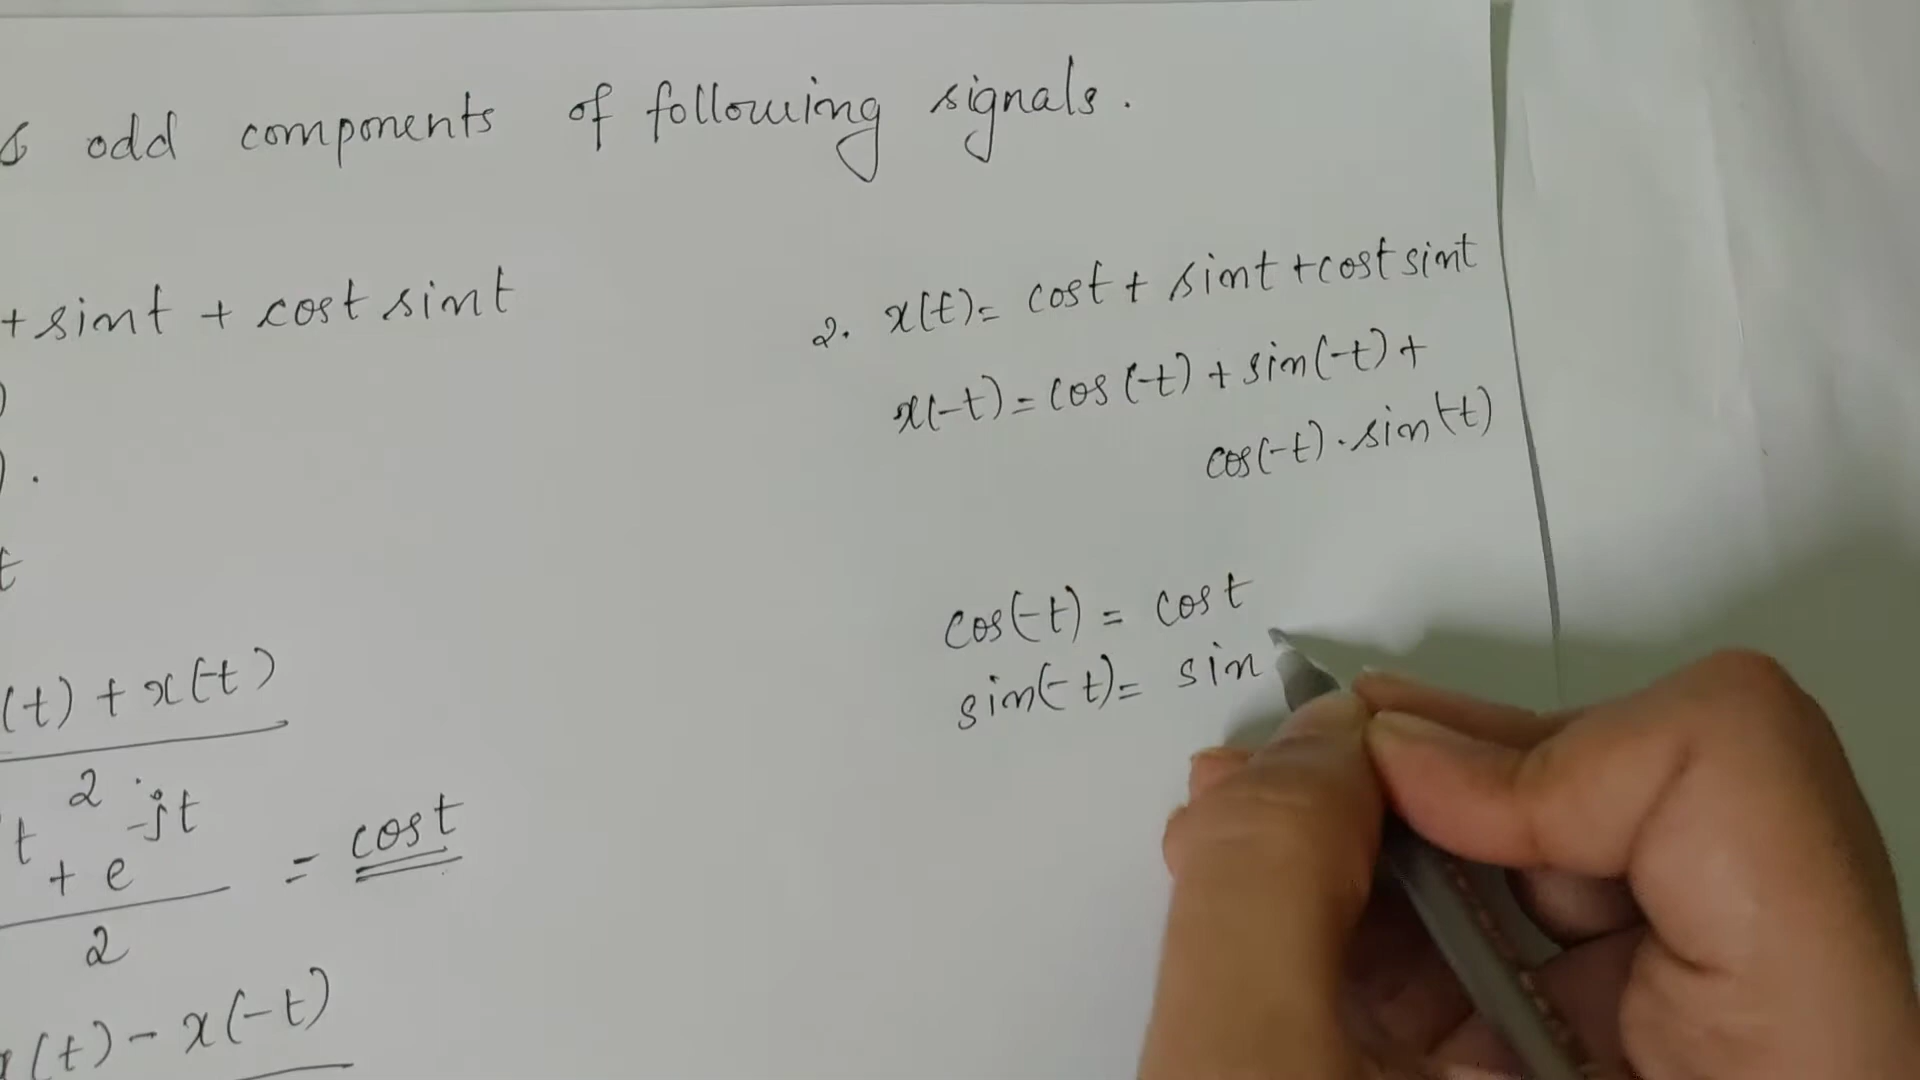 odd components of following signals.
+ sint + cost sint
)
) .
t
(t) + x(-t)
2
t + e^-jt = cost
2
x(t) - x(-t)
2. x(t) = cost + sint + cost sint
x(-t) = cos(-t) + sin(-t) +
cos(-t) . sin(-t)
cos(-t) = cost
sin(-t) = sin